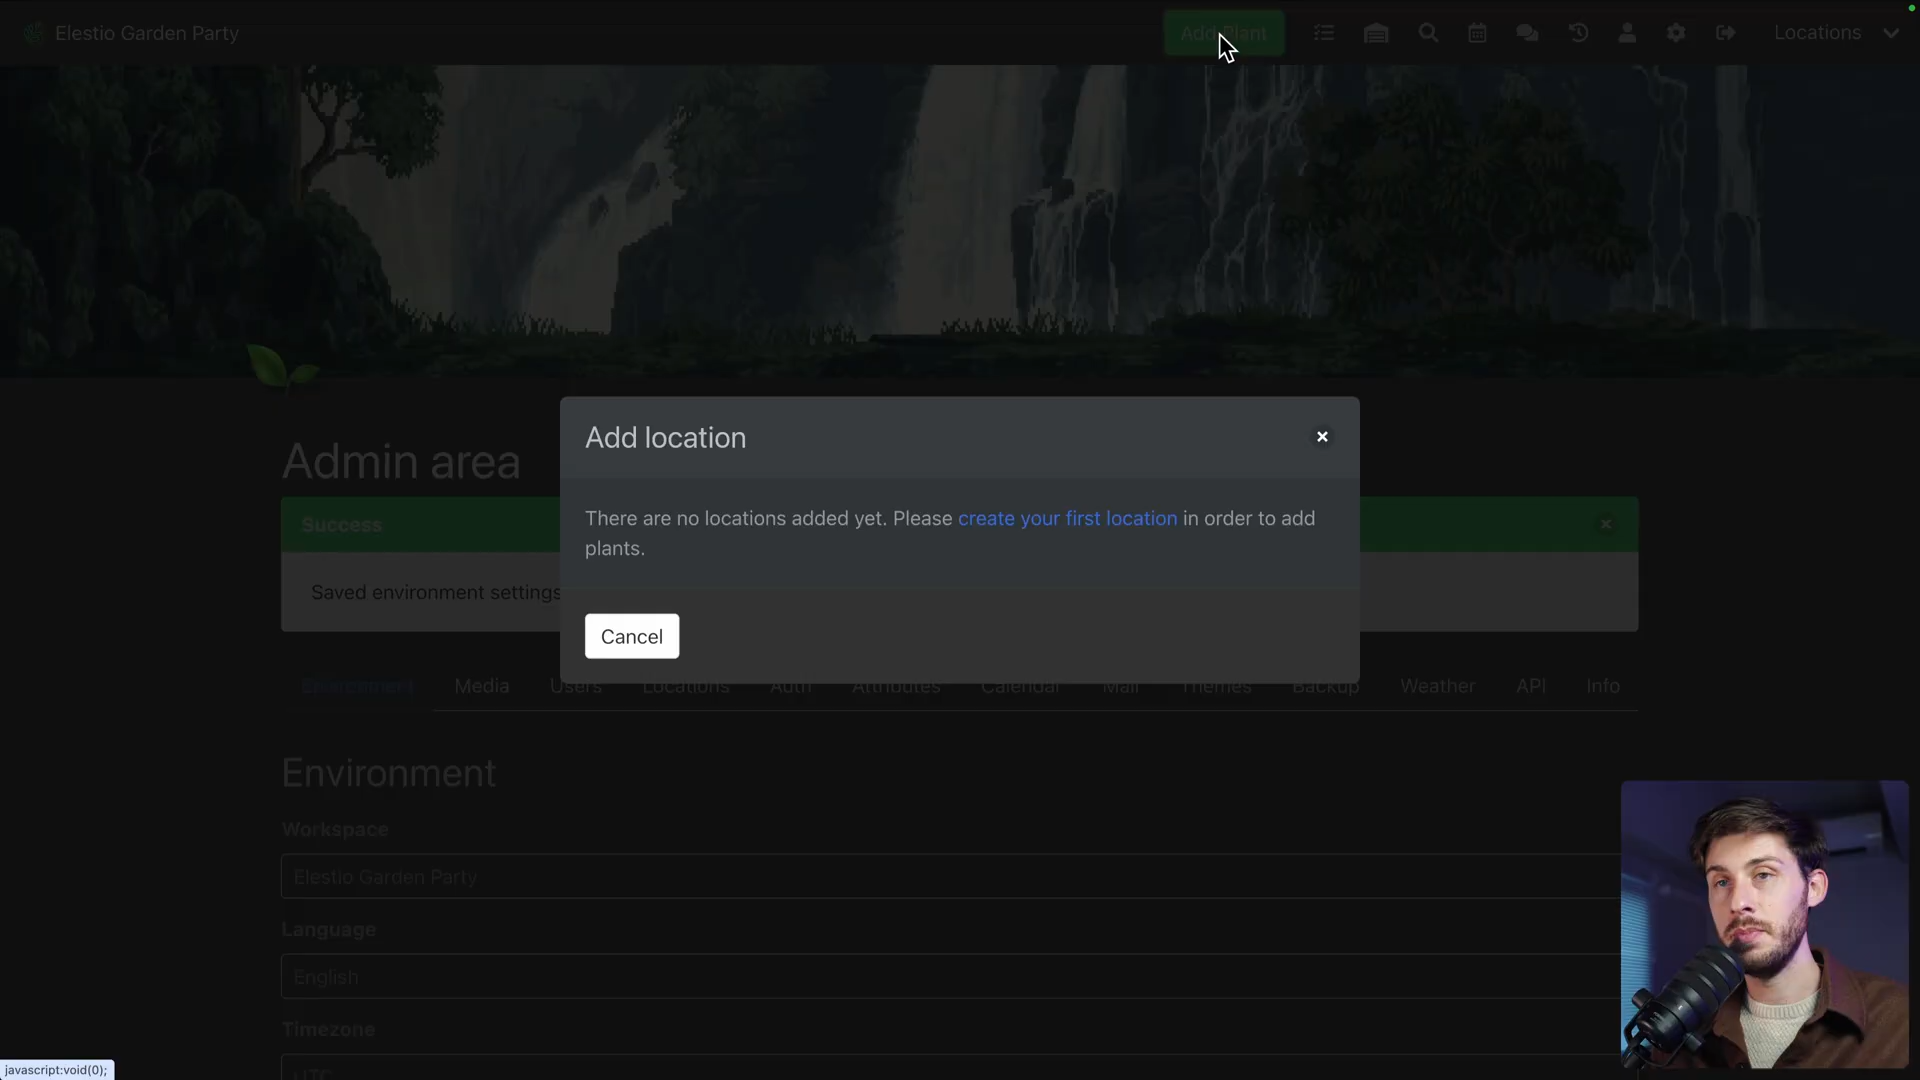 Elestio Garden Party
Add Plant
Locations
Add location
There are no locations added yet. Please create your first location in order to add
plants.
Cancel
Admin area
Success
Saved environment settings
Environment Media Users Locations Auth Attributes Calendar Mail Themes Backup Weather API Info
Environment
Workspace
Elestio Garden Party
Language
English
Timezone
UTC
javascript:void(0);